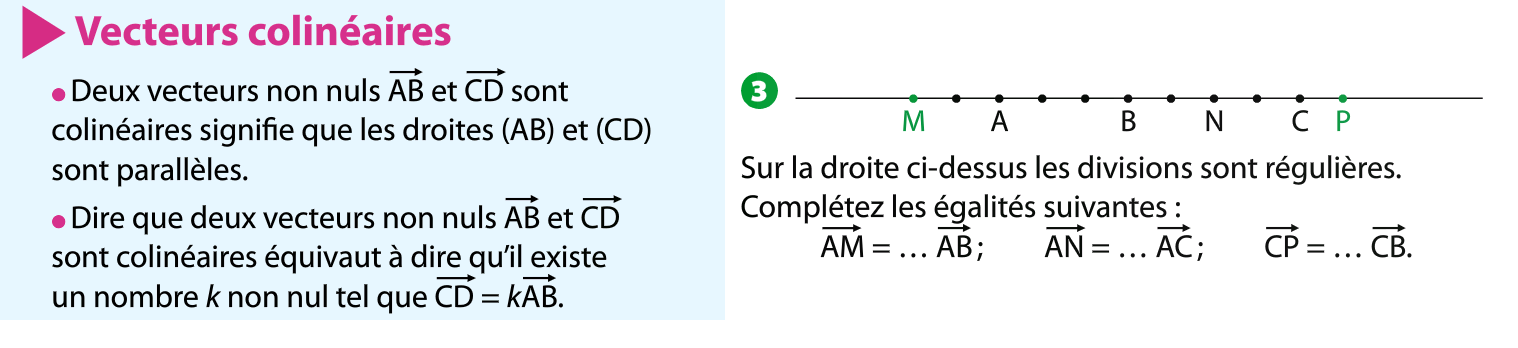 Vecteurs colinéaires
• Deux vecteurs non nuls $\overrightarrow{AB}$ et $\overrightarrow{CD}$ sont
colinéaires signifie que les droites (AB) et (CD)
sont parallèles.
• Dire que deux vecteurs non nuls $\overrightarrow{AB}$ et $\overrightarrow{CD}$
sont colinéaires équivaut à dire qu’il existe
un nombre k non nul tel que $\overrightarrow{CD}$ = k$\overrightarrow{AB}$.
3
M A B N C P
Sur la droite ci-dessus les divisions sont régulières.
Complétez les égalités suivantes :
$\overrightarrow{AM}$ = … $\overrightarrow{AB}$ ; $\overrightarrow{AN}$ = … $\overrightarrow{AC}$ ; $\overrightarrow{CP}$ = … $\overrightarrow{CB}$.